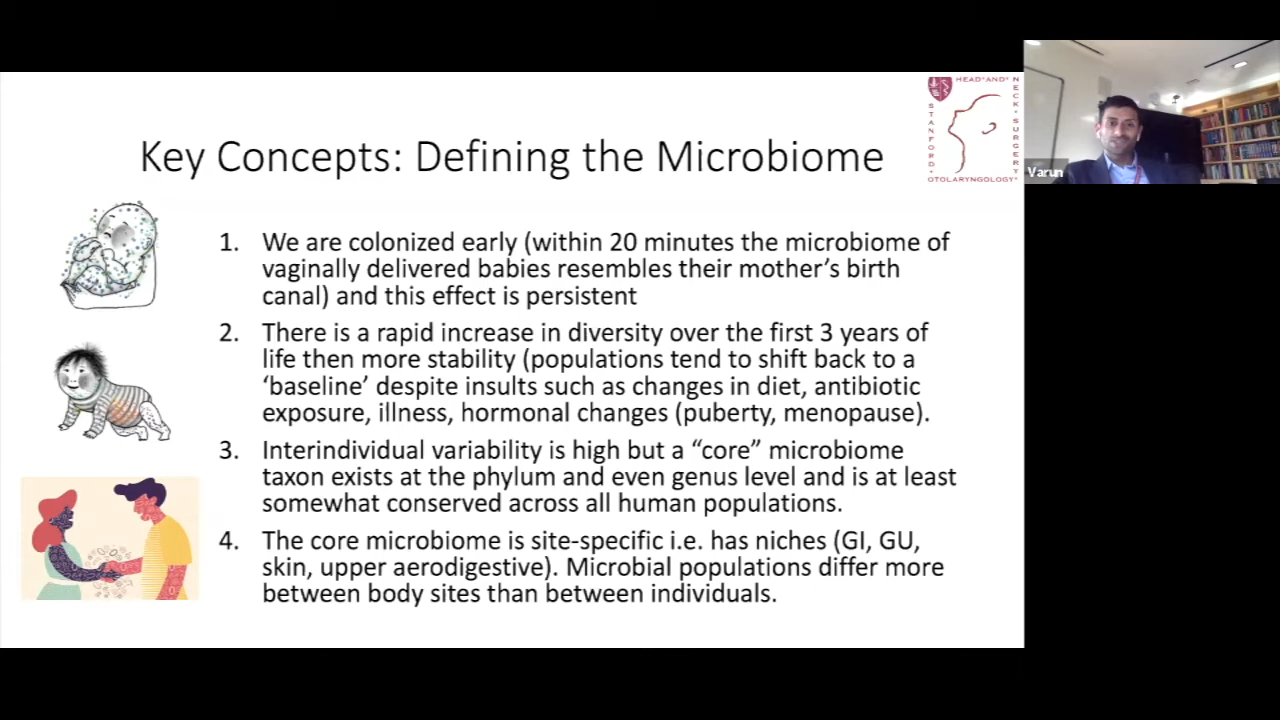 HEAD AND NECK SURGERY
STANFORD
OTOLARYNGOLOGY
Varun
Key Concepts: Defining the Microbiome
1. We are colonized early (within 20 minutes the microbiome of
vaginally delivered babies resembles their mother’s birth
canal) and this effect is persistent
2. There is a rapid increase in diversity over the first 3 years of
life then more stability (populations tend to shift back to a
‘baseline’ despite insults such as changes in diet, antibiotic
exposure, illness, hormonal changes (puberty, menopause).
3. Interindividual variability is high but a “core” microbiome
taxon exists at the phylum and even genus level and is at least
somewhat conserved across all human populations.
4. The core microbiome is site-specific i.e. has niches (GI, GU,
skin, upper aerodigestive). Microbial populations differ more
between body sites than between individuals.